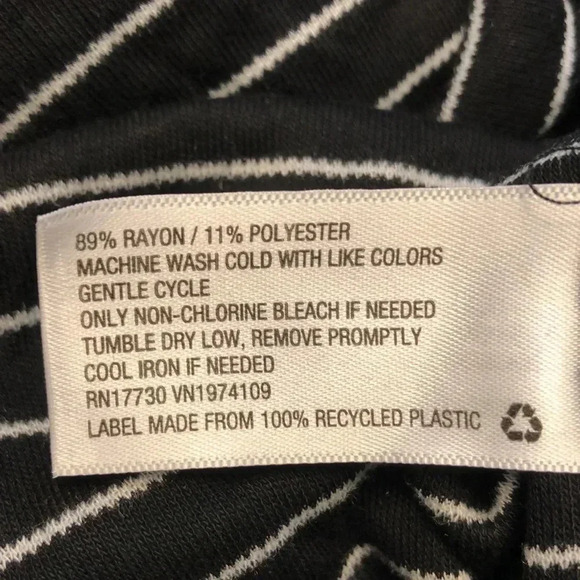 89% RAYON / 11% POLYESTER
MACHINE WASH COLD WITH LIKE COLORS
GENTLE CYCLE
ONLY NON-CHLORINE BLEACH IF NEEDED
TUMBLE DRY LOW, REMOVE PROMPTLY
COOL IRON IF NEEDED
RN17730 VN1974109
LABEL MADE FROM 100% RECYCLED PLASTIC